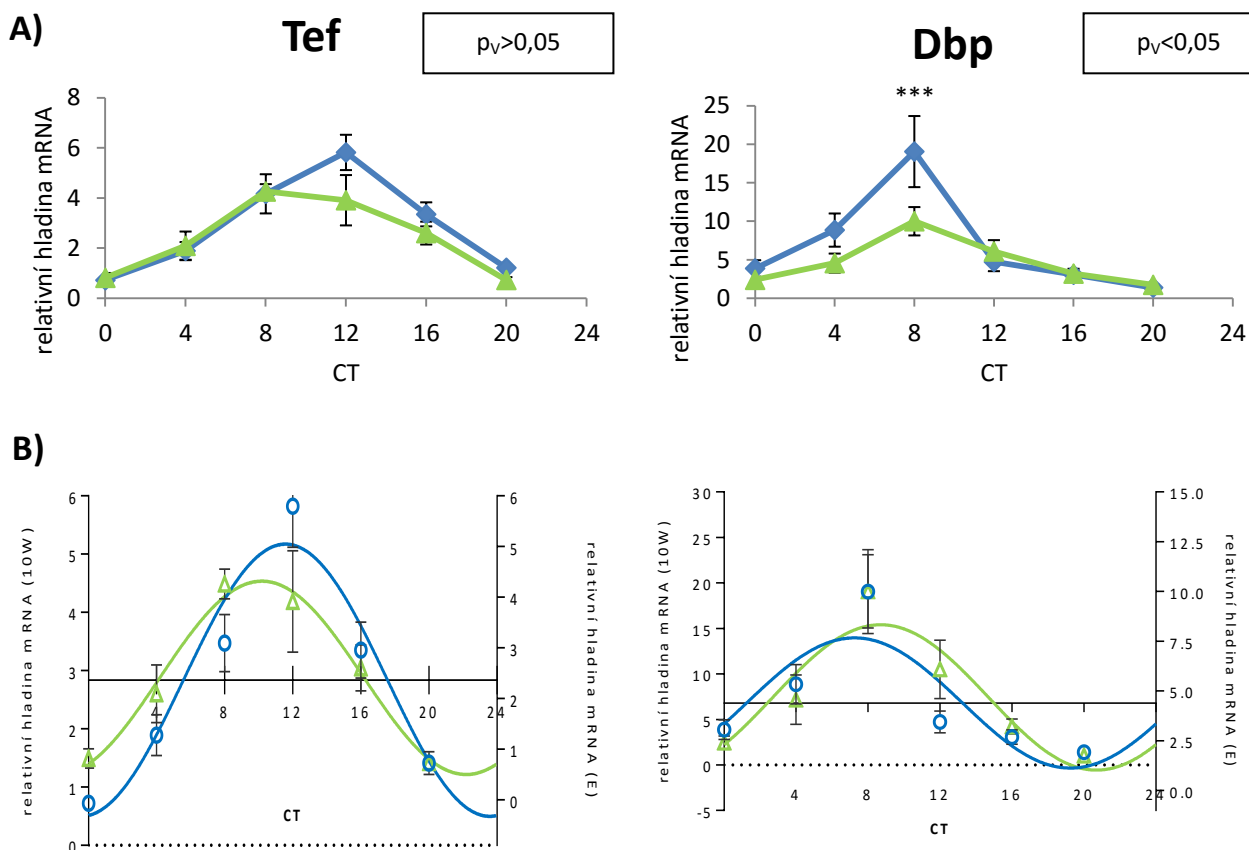 A)
Tef
p_V>0,05
Dbp
p_V<0,05
relativní hladina mRNA
8
6
4
2
0
0 4 8 12 16 20 24
CT
relativní hladina mRNA
25
20
15
10
5
0
***
0 4 8 12 16 20 24
CT
B)
relativní hladina mRNA (10W)
6
5
4
3
2
1
0
4 8 12 16 20 24
CT
6
5
4
3
2
1
0
relativní hladina mRNA (E)
relativní hladina mRNA (10W)
30
25
20
15
10
5
0
-5
4 8 12 16 20 24
CT
15.0
12.5
10.0
7.5
5.0
2.5
0.0
relativní hladina mRNA (E)